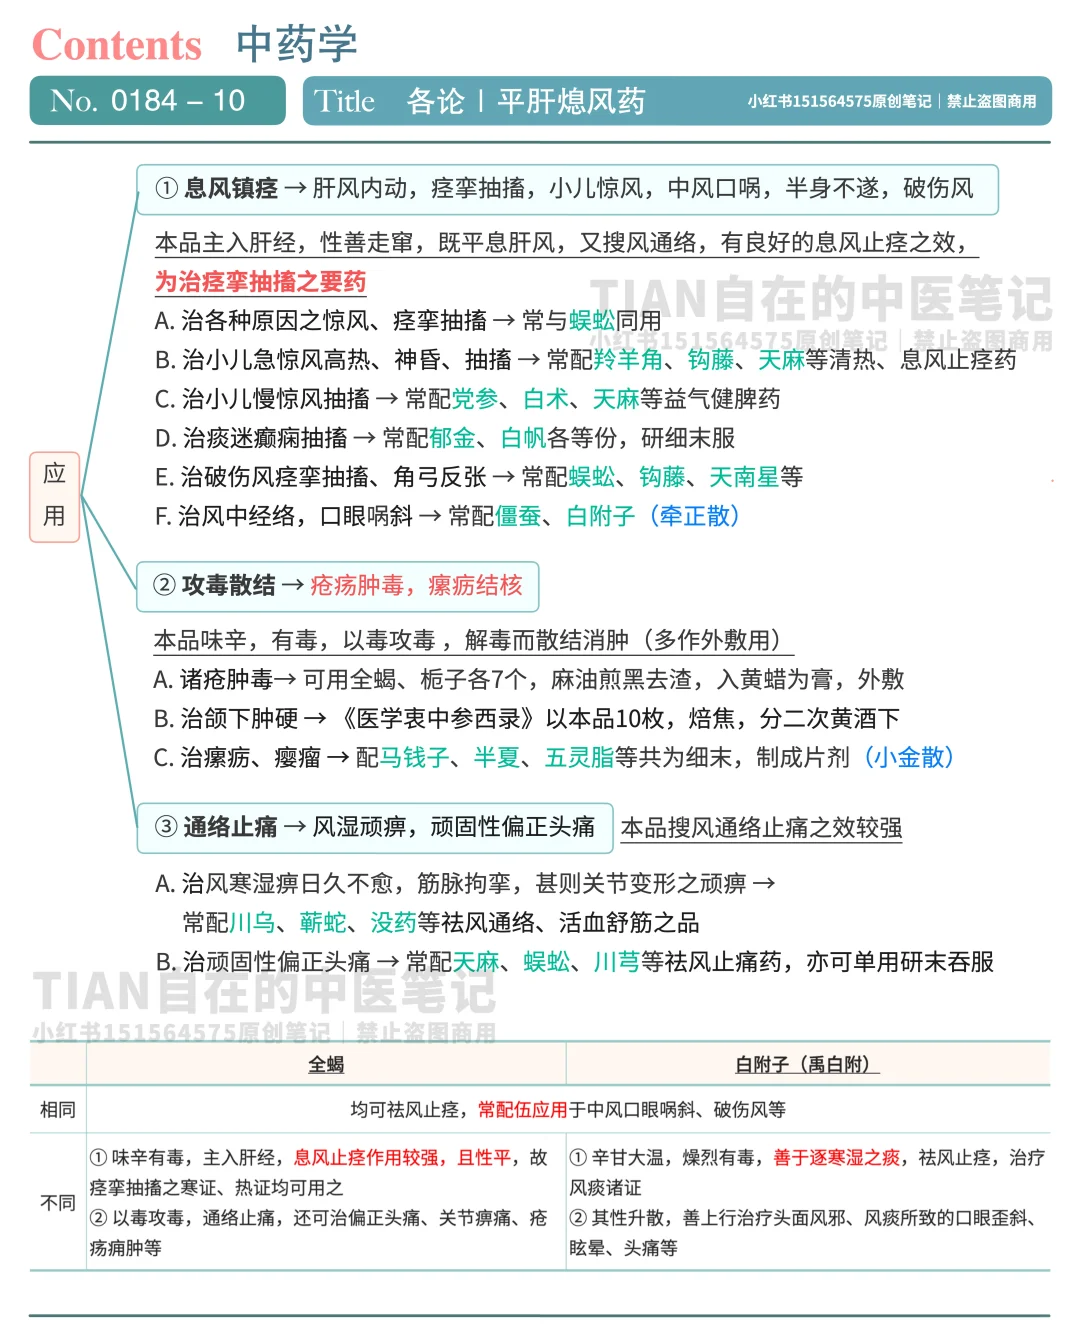 Contents 中药学
No. 0184 – 10
Title 各论丨平肝熄风药 小红书151564575原创笔记｜禁止盗图商用
① 息风镇痉 → 肝风内动，痉挛抽搐，小儿惊风，中风口㖞，半身不遂，破伤风
本品主入肝经，性善走窜，既平息肝风，又搜风通络，有良好的息风止痉之效，
为治痉挛抽搐之要药
TIAN自在的中医笔记
小红书151564575原创笔记｜禁止盗图商用
A. 治各种原因之惊风、痉挛抽搐 → 常与蜈蚣同用
B. 治小儿急惊风高热、神昏、抽搐 → 常配羚羊角、钩藤、天麻等清热、息风止痉药
C. 治小儿慢惊风抽搐 → 常配党参、白术、天麻等益气健脾药
D. 治痰迷癫痫抽搐 → 常配郁金、白帆各等份，研细末服
E. 治破伤风痉挛抽搐、角弓反张 → 常配蜈蚣、钩藤、天南星等
F. 治风中经络，口眼㖞斜 → 常配僵蚕、白附子（牵正散）
应
用
② 攻毒散结 → 疮疡肿毒，瘰疬结核
本品味辛，有毒，以毒攻毒，解毒而散结消肿（多作外敷用）
A. 诸疮肿毒→ 可用全蝎、栀子各7个，麻油煎黑去渣，入黄蜡为膏，外敷
B. 治颌下肿硬 → 《医学衷中参西录》以本品10枚，焙焦，分二次黄酒下
C. 治瘰疬、瘿瘤 → 配马钱子、半夏、五灵脂等共为细末，制成片剂（小金散）
③ 通络止痛 → 风湿顽痹，顽固性偏正头痛 本品搜风通络止痛之效较强
A. 治风寒湿痹日久不愈，筋脉拘挛，甚则关节变形之顽痹 →
常配川乌、蕲蛇、没药等祛风通络、活血舒筋之品
B. 治顽固性偏正头痛 → 常配天麻、蜈蚣、川芎等祛风止痛药，亦可单用研末吞服
TIAN自在的中医笔记
小红书151564575原创笔记｜禁止盗图商用
全蝎 白附子（禹白附）
相同 均可祛风止痉，常配伍应用于中风口眼㖞斜、破伤风等
不同
① 味辛有毒，主入肝经，息风止痉作用较强，且性平，故
痉挛抽搐之寒证、热证均可用之
② 以毒攻毒，通络止痛，还可治偏正头痛、关节痹痛、疮
疡痈肿等
① 辛甘大温，燥烈有毒，善于逐寒湿之痰，祛风止痉，治疗
风痰诸证
② 其性升散，善上行治疗头面风邪、风痰所致的口眼歪斜、
眩晕、头痛等